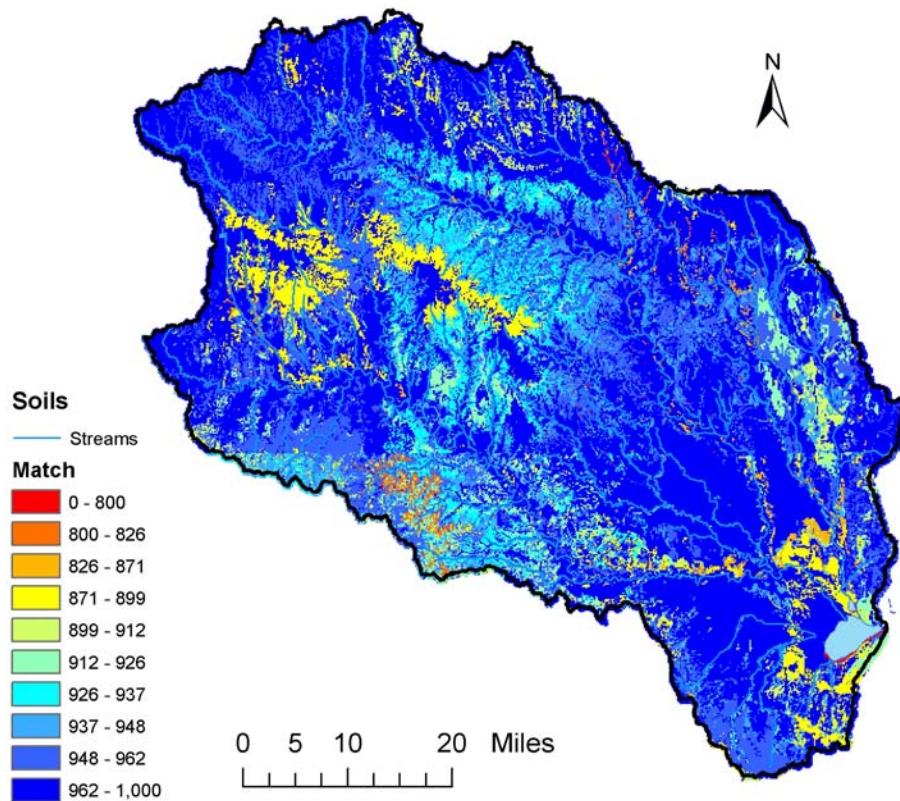 N
Soils
Streams
Match
0 - 800
800 - 826
826 - 871
871 - 899
899 - 912
912 - 926
926 - 937
937 - 948
948 - 962
962 - 1,000
0 5 10 20 Miles